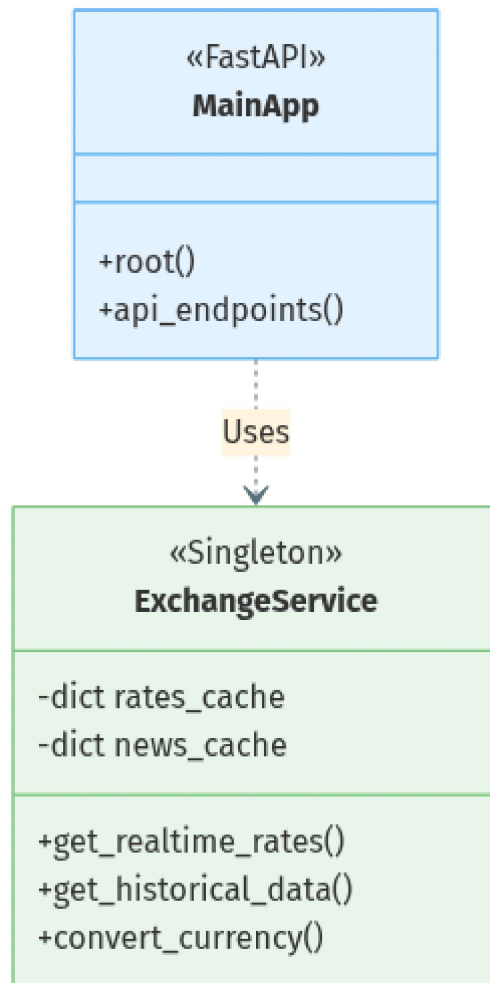 «FastAPI»
MainApp
+root()
+api_endpoints()
Uses
«Singleton»
ExchangeService
-dict rates_cache
-dict news_cache
+get_realtime_rates()
+get_historical_data()
+convert_currency()